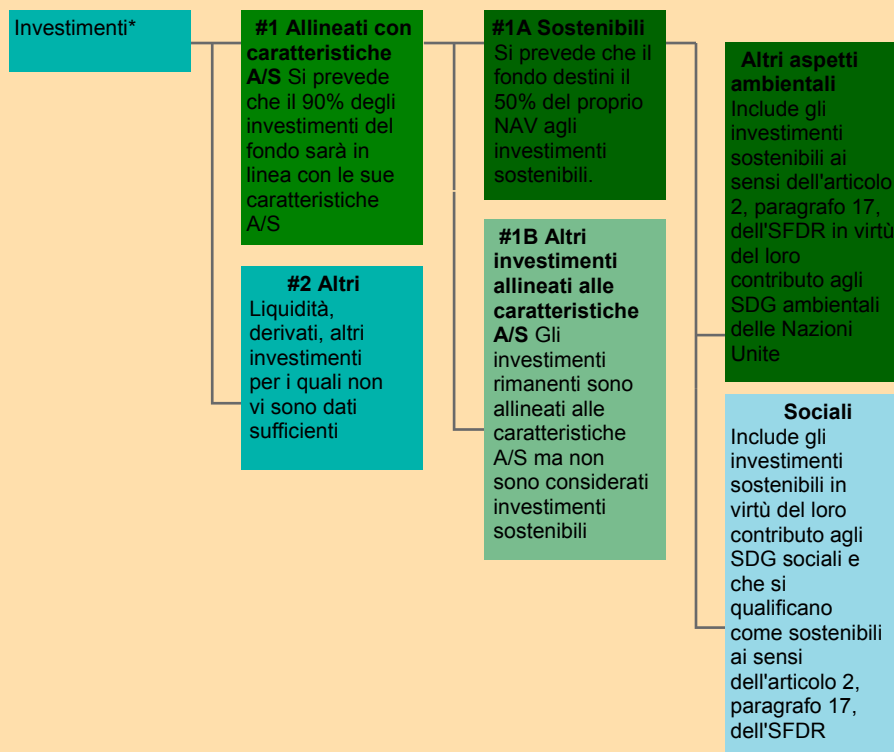 Investimenti*
#1 Allineati con
caratteristiche
A/S Si prevede
che il 90% degli
investimenti del
fondo sarà in
linea con le sue
caratteristiche
A/S
#2 Altri
Liquidità,
derivati, altri
investimenti
per i quali non
vi sono dati
sufficienti
#1A Sostenibili
Si prevede che il
fondo destini il
50% del proprio
NAV agli
investimenti
sostenibili.
#1B Altri
investimenti
allineati alle
caratteristiche
A/S Gli
investimenti
rimanenti sono
allineati alle
caratteristiche
A/S ma non
sono considerati
investimenti
sostenibili
Altri aspetti
ambientali
Include gli
investimenti
sostenibili ai
sensi dell'articolo
2, paragrafo 17,
dell'SFDR in virtù
del loro
contributo agli
SDG ambientali
delle Nazioni
Unite
Sociali
Include gli
investimenti
sostenibili in
virtù del loro
contributo agli
SDG sociali e
che si
qualificano
come sostenibili
ai sensi
dell'articolo 2,
paragrafo 17,
dell'SFDR